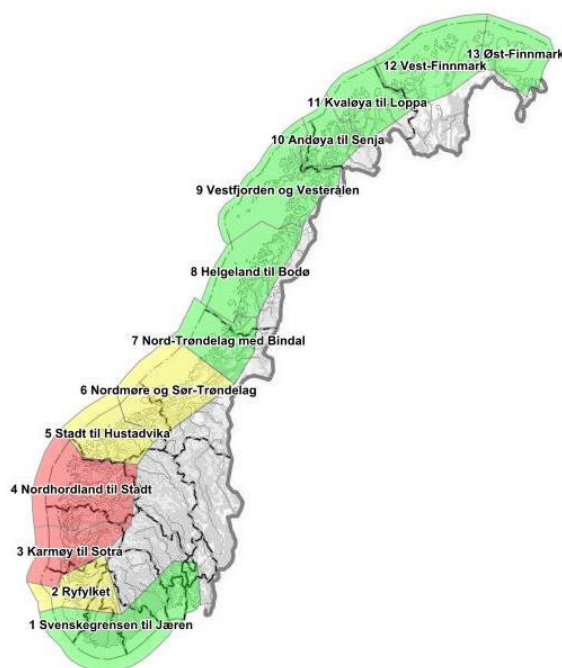 13 Øst-Finnmark
12 Vest-Finnmark
11 Kvaløya til Loppa
10 Andøya til Senja
9 Vestfjorden og Vesterålen
8 Helgeland til Bodø
7 Nord-Trøndelag med Bindal
6 Nordmøre og Sør-Trøndelag
5 Stadt til Hustadvika
4 Nordhordland til Stadt
3 Karmøy til Sotra
2 Ryfylket
1 Svenskegrensen til Jæren